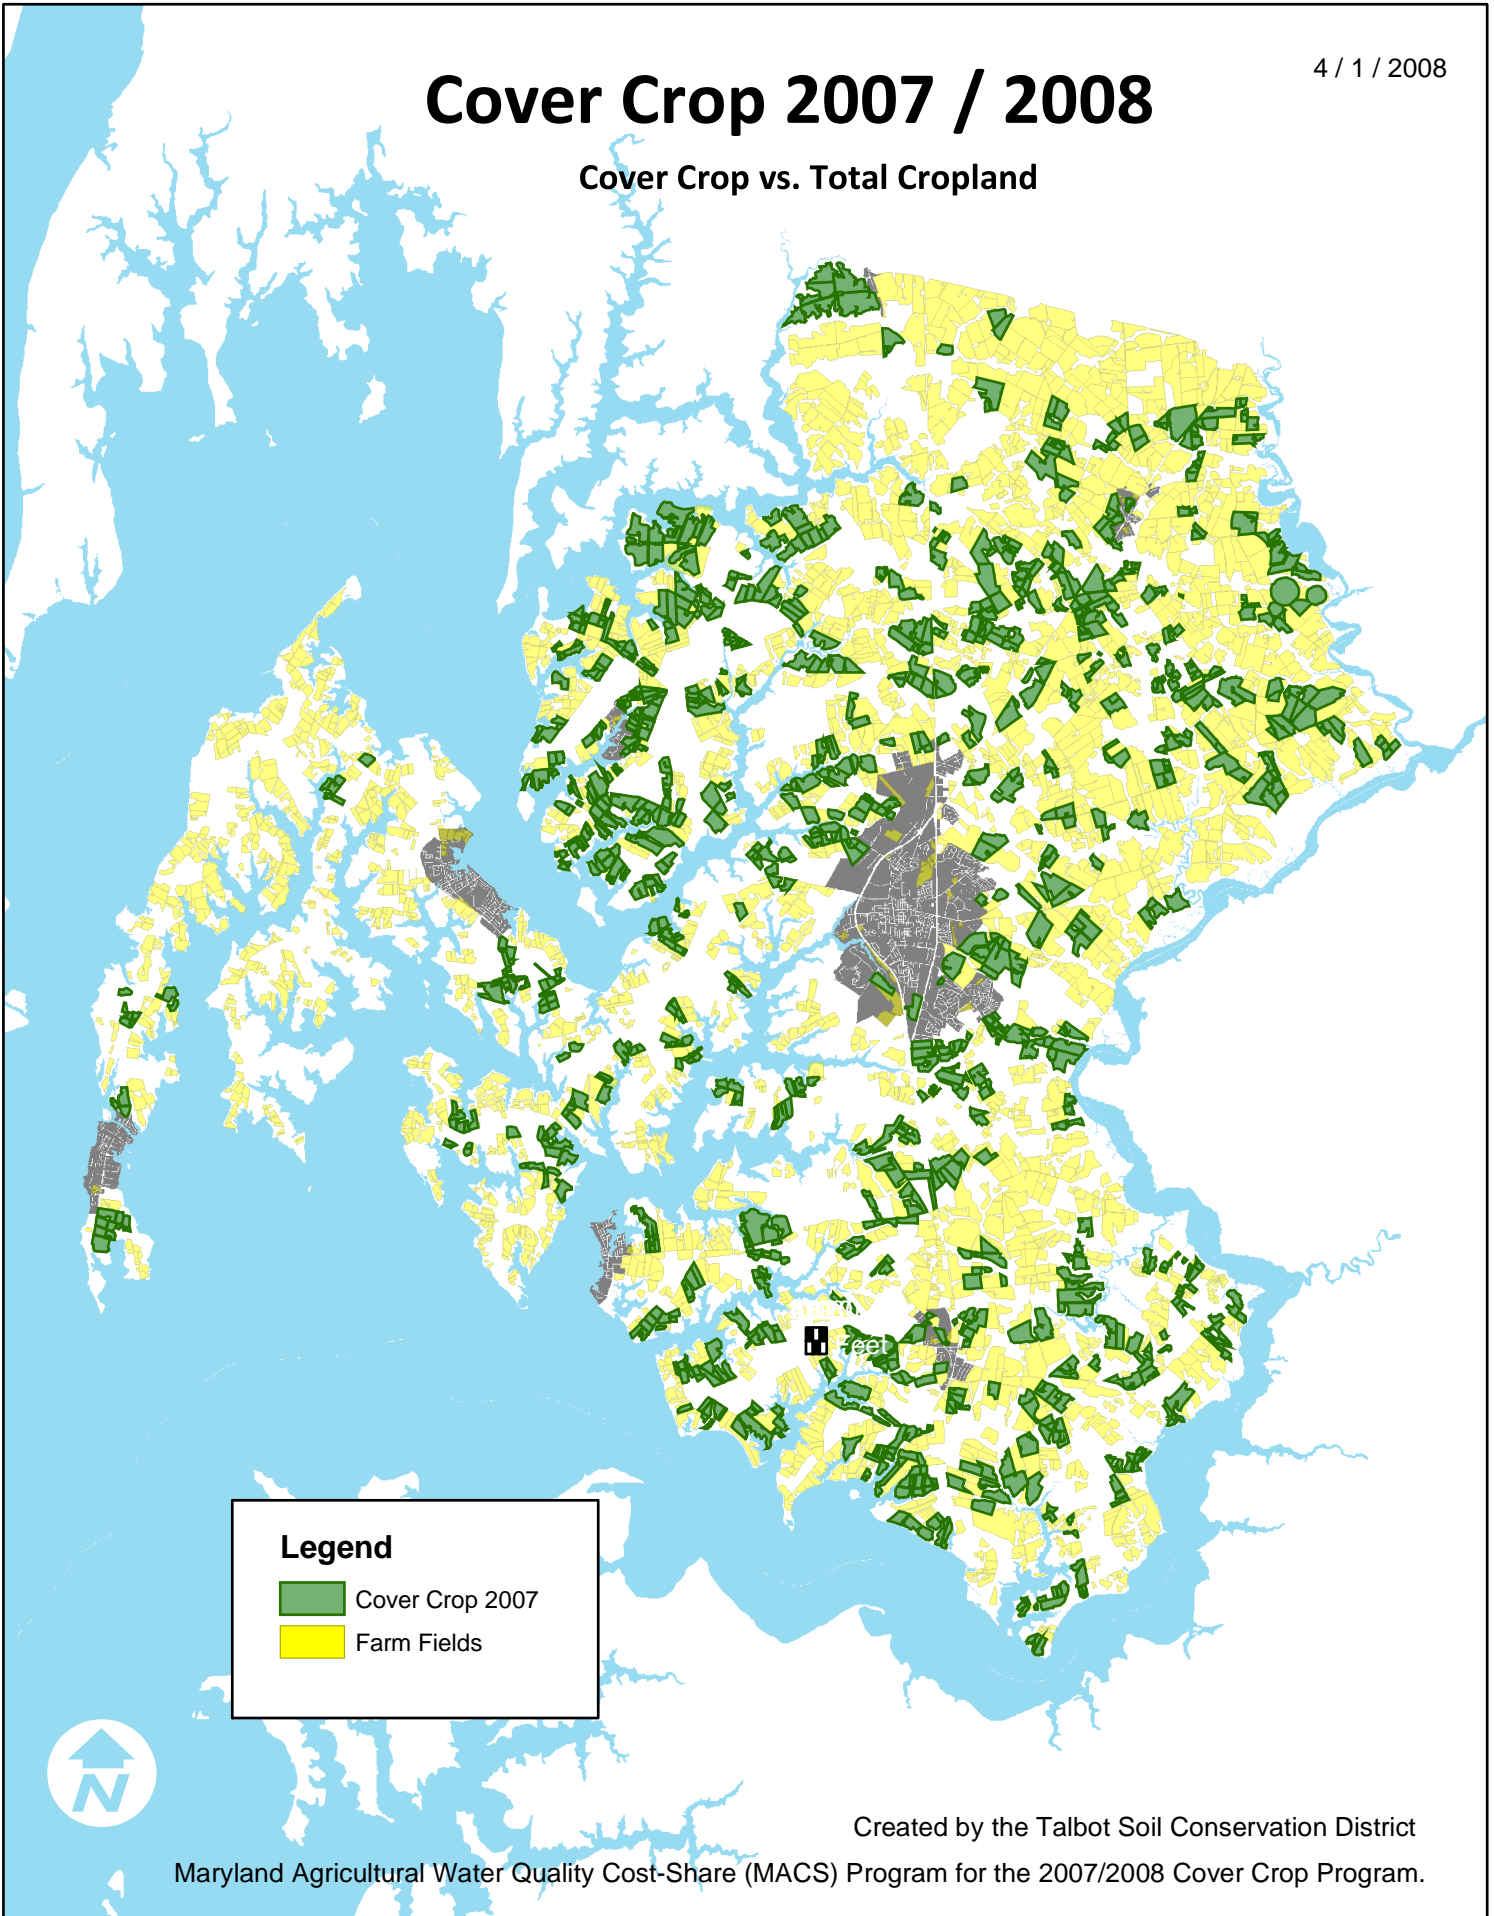 4 / 1 / 2008
Cover Crop 2007 / 2008
Cover Crop vs. Total Cropland
Feet
Legend
Cover Crop 2007
Farm Fields
N
Created by the Talbot Soil Conservation District
Maryland Agricultural Water Quality Cost-Share (MACS) Program for the 2007/2008 Cover Crop Program.